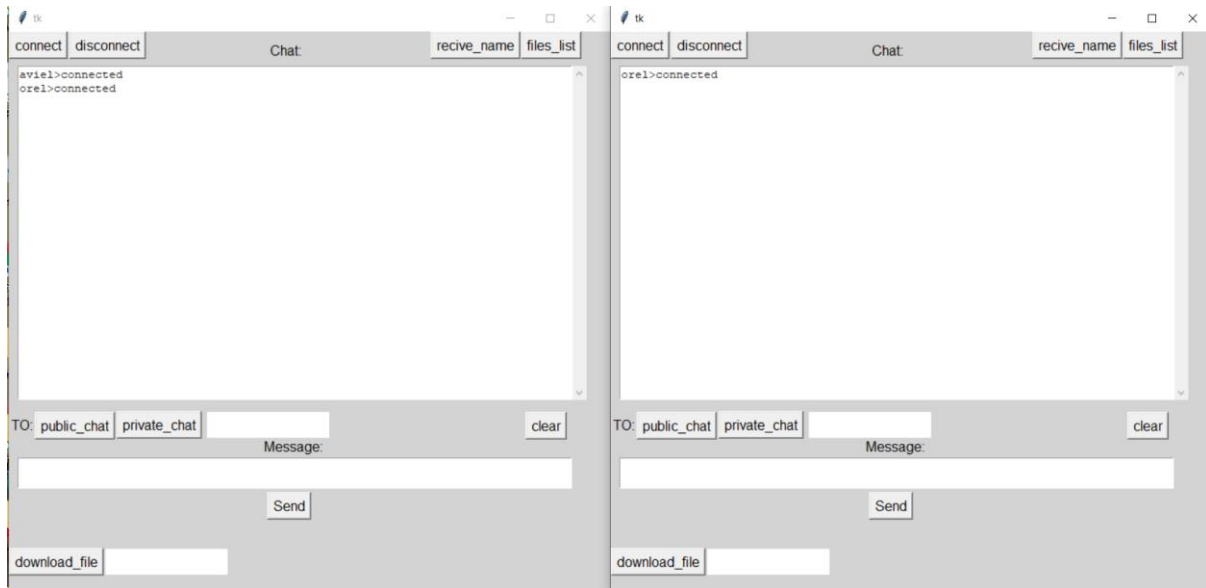 tk
connect disconnect Chat: recive_name files_list
aviel>connected
orel>connected
TO: public_chat private_chat clear
Message:
Send
download_file
tk
connect disconnect Chat: recive_name files_list
orel>connected
TO: public_chat private_chat clear
Message:
Send
download_file